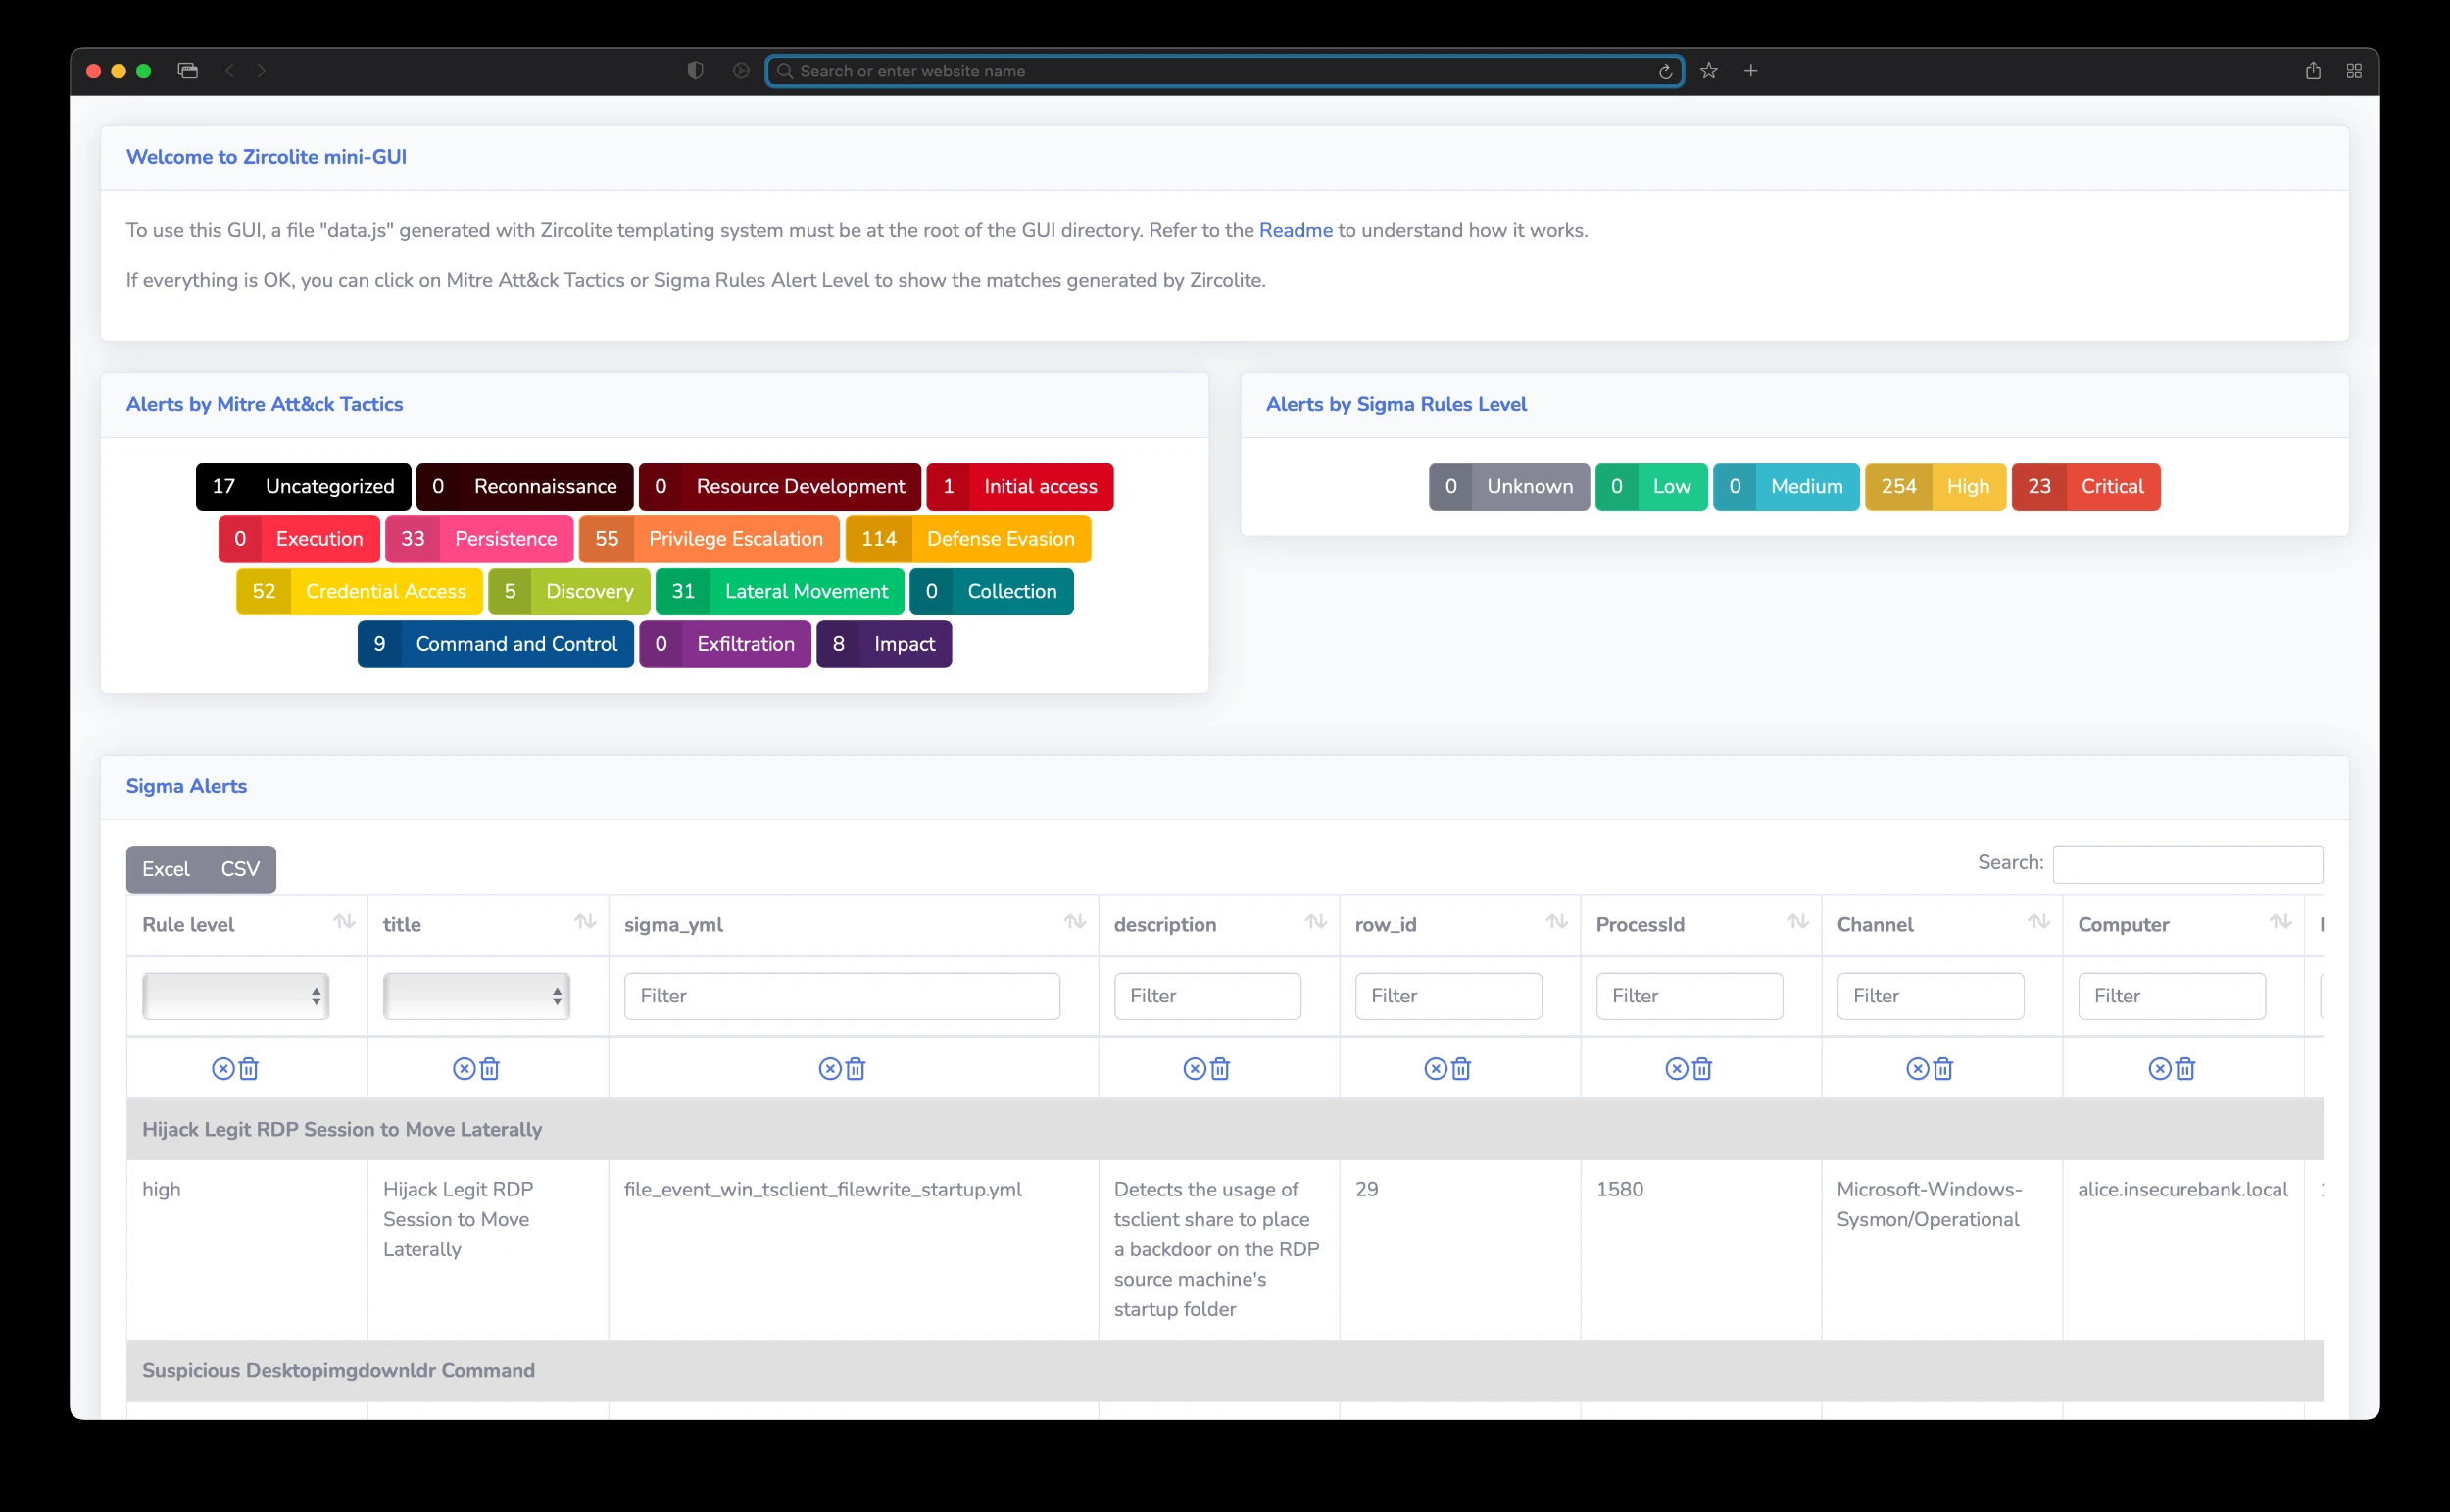 Search or enter website name
Welcome to Zircolite mini-GUI
To use this GUI, a file "data.js" generated with Zircolite templating system must be at the root of the GUI directory. Refer to the Readme to understand how it works.
If everything is OK, you can click on Mitre Att&ck Tactics or Sigma Rules Alert Level to show the matches generated by Zircolite.
Alerts by Mitre Att&ck Tactics
17 Uncategorized 0 Reconnaissance 0 Resource Development 1 Initial access
0 Execution 33 Persistence 55 Privilege Escalation 114 Defense Evasion
52 Credential Access 5 Discovery 31 Lateral Movement 0 Collection
9 Command and Control 0 Exfiltration 8 Impact
Alerts by Sigma Rules Level
0 Unknown 0 Low 0 Medium 254 High 23 Critical
Sigma Alerts
Excel CSV
Search:
Rule level title sigma_yml description row_id ProcessId Channel Computer
Filter Filter Filter Filter Filter Filter
Hijack Legit RDP Session to Move Laterally
high
Hijack Legit RDP
Session to Move
Laterally
file_event_win_tsclient_filewrite_startup.yml
Detects the usage of
tsclient share to place
a backdoor on the RDP
source machine's
startup folder
29
1580
Microsoft-Windows-
Sysmon/Operational
alice.insecurebank.local
Suspicious Desktopimgdownldr Command